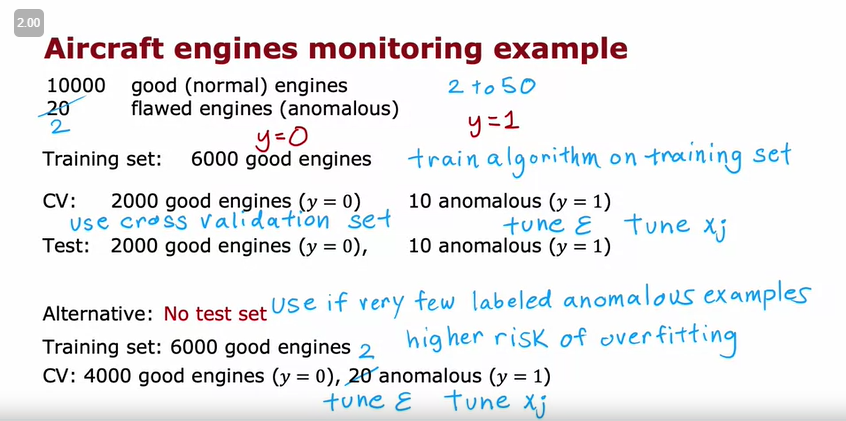 2.00
Aircraft engines monitoring example
10000 good (normal) engines 2 to 50
20 flawed engines (anomalous)
2 y=0 y=1
Training set: 6000 good engines train algorithm on training set
CV: 2000 good engines (y = 0) 10 anomalous (y = 1)
use cross validation set tune ε tune xj
Test: 2000 good engines (y = 0), 10 anomalous (y = 1)
Alternative: No test set use if very few labeled anomalous examples
Training set: 6000 good engines 2 higher risk of overfitting
CV: 4000 good engines (y = 0), 20 anomalous (y = 1)
tune ε tune xj